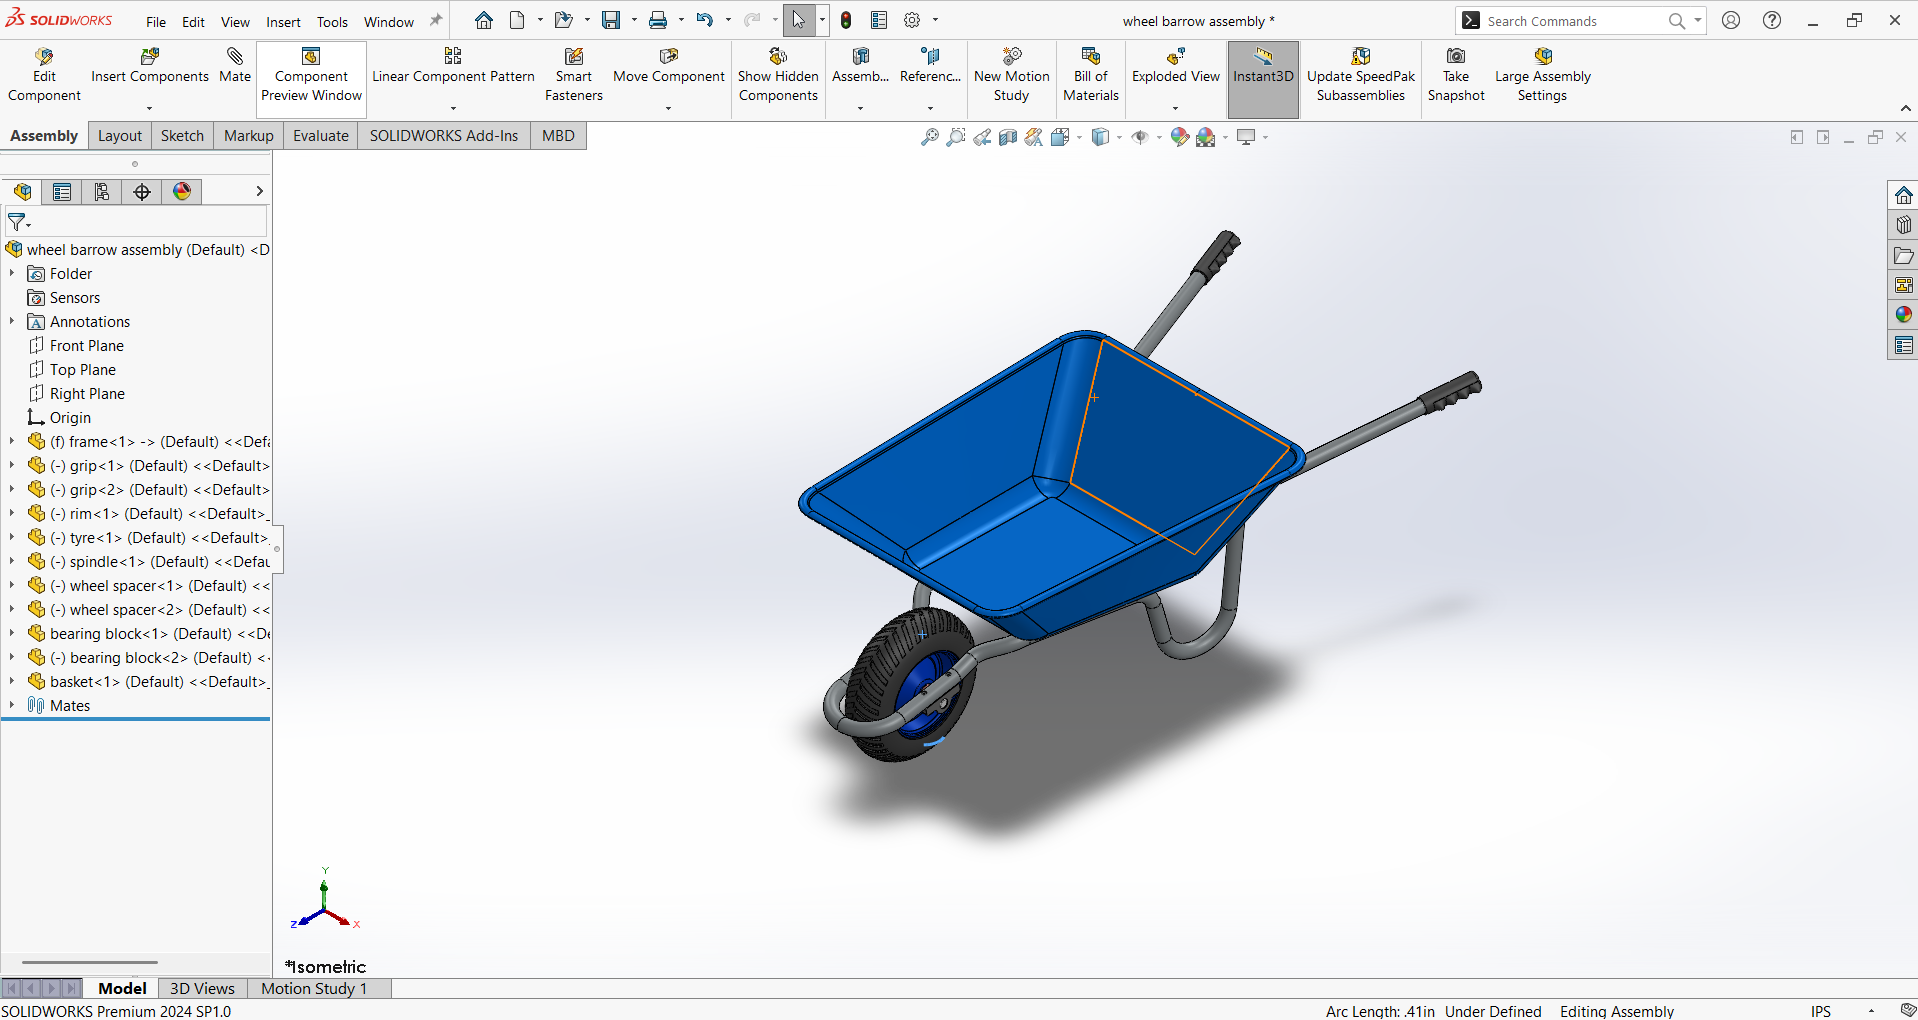 SOLIDWORKS File Edit View Insert Tools Window wheel barrow assembly * Search Commands
Edit Component
Insert Components
Mate
Component Preview Window
Linear Component Pattern
Smart Fasteners
Move Component
Show Hidden Components
Assemb...
Referenc...
New Motion Study
Bill of Materials
Exploded View
Instant3D
Update SpeedPak Subassemblies
Take Snapshot
Large Assembly Settings
Assembly Layout Sketch Markup Evaluate SOLIDWORKS Add-Ins MBD
wheel barrow assembly (Default) <D
Folder
Sensors
Annotations
Front Plane
Top Plane
Right Plane
Origin
(f) frame<1> -> (Default) <<Defa
(-) grip<1> (Default) <<Default>
(-) grip<2> (Default) <<Default>
(-) rim<1> (Default) <<Default>_
(-) tyre<1> (Default) <<Default>_
(-) spindle<1> (Default) <<Defau
(-) wheel spacer<1> (Default) <<
(-) wheel spacer<2> (Default) <<
bearing block<1> (Default) <<De
(-) bearing block<2> (Default) <
basket<1> (Default) <<Default>_
Mates
Y
Z X
*Isometric
Model 3D Views Motion Study 1
SOLIDWORKS Premium 2024 SP1.0 Arc Length: .41in Under Defined Editing Assembly IPS